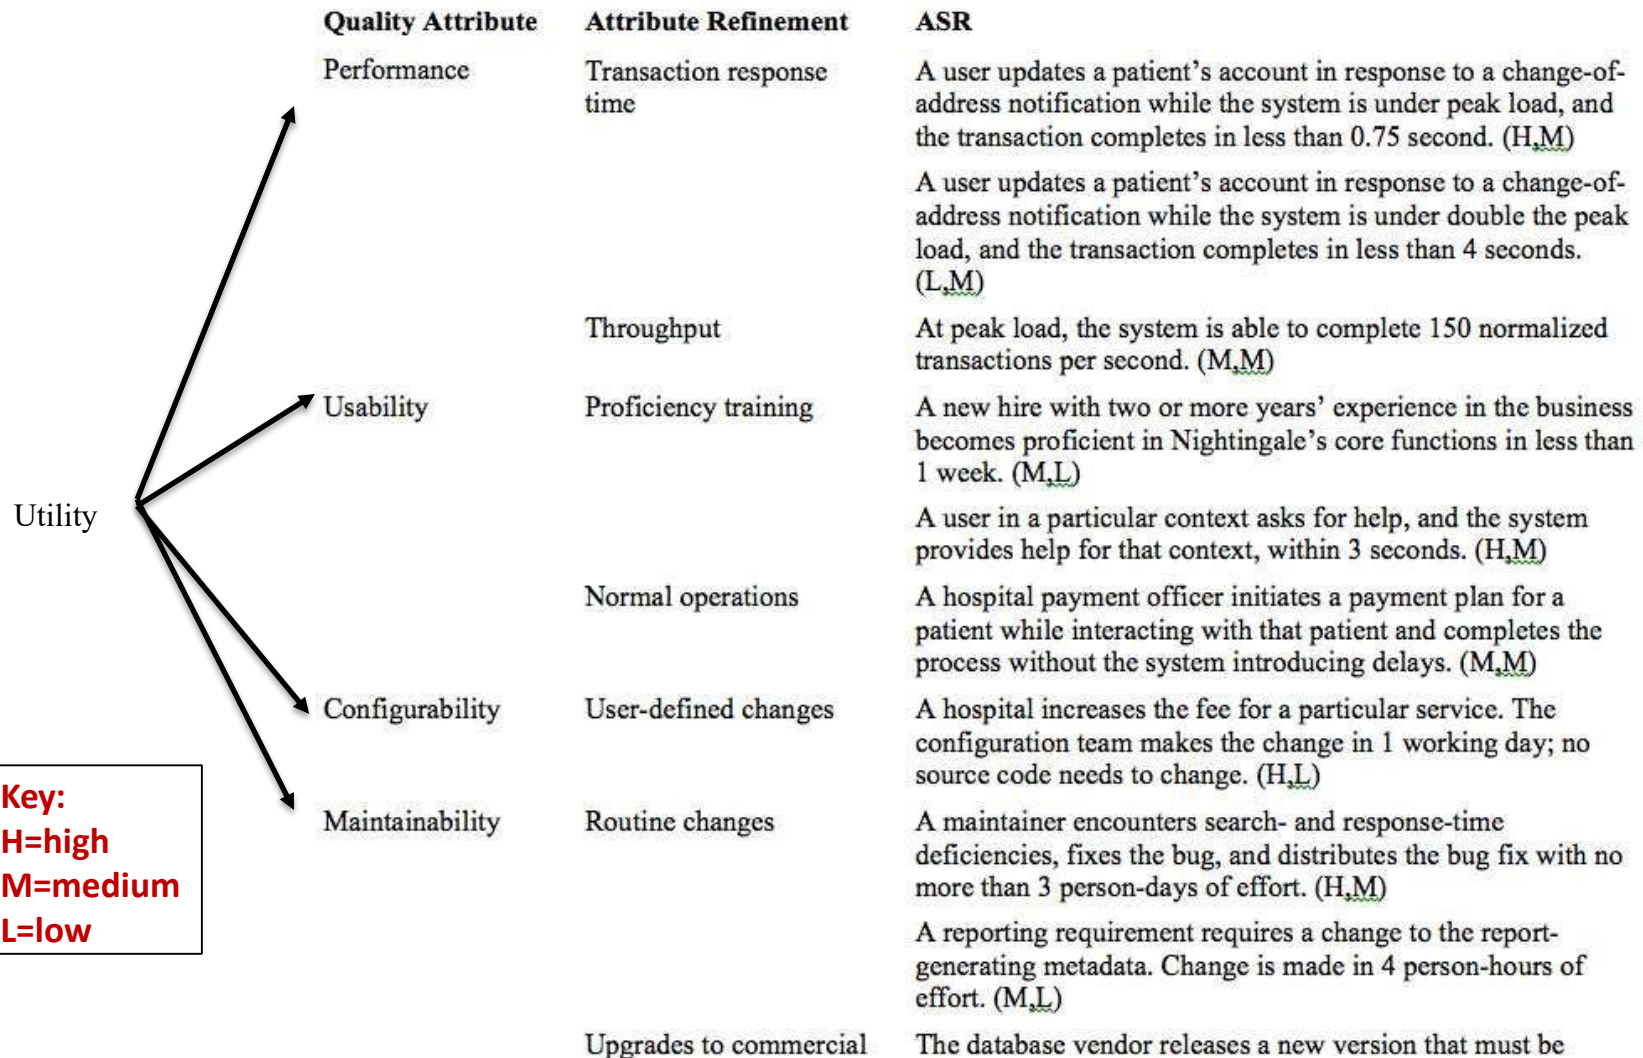 Quality Attribute Attribute Refinement ASR
Performance Transaction response time
A user updates a patient's account in response to a change-of-
address notification while the system is under peak load, and
the transaction completes in less than 0.75 second. (H,M)
A user updates a patient's account in response to a change-of-
address notification while the system is under double the peak
load, and the transaction completes in less than 4 seconds.
(L,M)
Throughput
At peak load, the system is able to complete 150 normalized
transactions per second. (M,M)
Usability Proficiency training
A new hire with two or more years' experience in the business
becomes proficient in Nightingale's core functions in less than
1 week. (M,L)
Utility
A user in a particular context asks for help, and the system
provides help for that context, within 3 seconds. (H,M)
Normal operations
A hospital payment officer initiates a payment plan for a
patient while interacting with that patient and completes the
process without the system introducing delays. (M,M)
Configurability User-defined changes
A hospital increases the fee for a particular service. The
configuration team makes the change in 1 working day; no
source code needs to change. (H,L)
Key:
H=high
M=medium
L=low
Maintainability Routine changes
A maintainer encounters search- and response-time
deficiencies, fixes the bug, and distributes the bug fix with no
more than 3 person-days of effort. (H,M)
A reporting requirement requires a change to the report-
generating metadata. Change is made in 4 person-hours of
effort. (M,L)
Upgrades to commercial
The database vendor releases a new version that must be